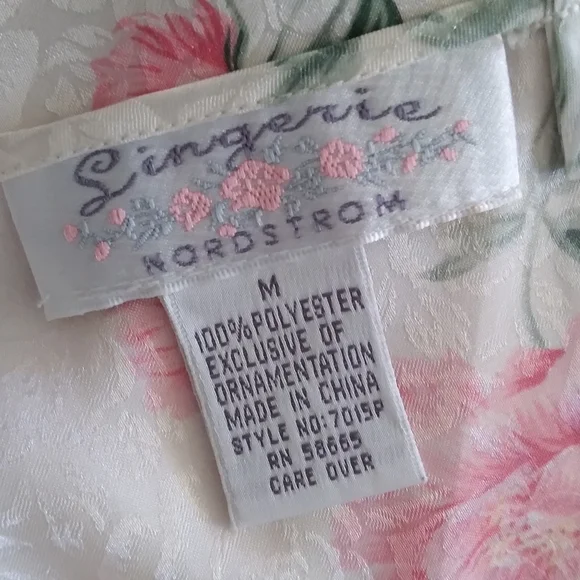 Lingerie
NORDSTROM
M
100% POLYESTER
EXCLUSIVE OF
ORNAMENTATION
MADE IN CHINA
STYLE NO:7015P
RN 58665
CARE OVER